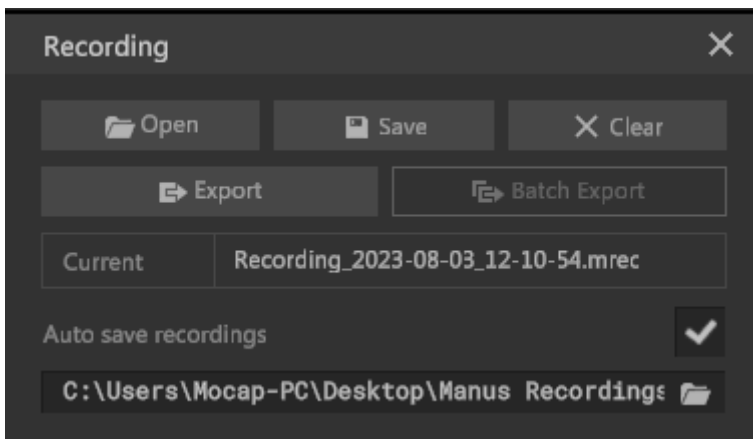 Recording
Open Save Clear
Export Batch Export
Current Recording_2023-08-03_12-10-54.mrec
Auto save recordings
C:\Users\Mocap-PC\Desktop\Manus Recordings